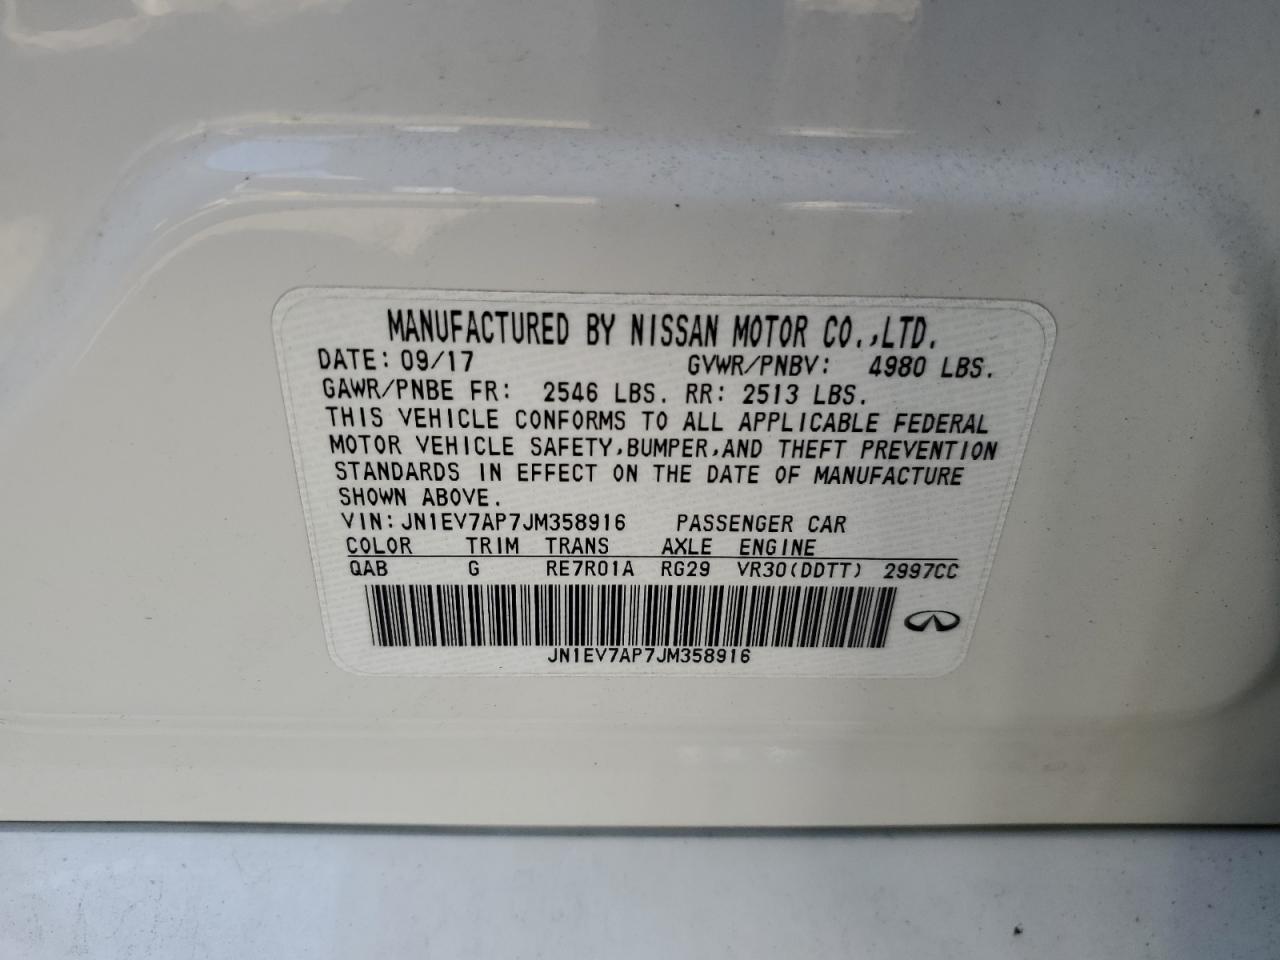 MANUFACTURED BY NISSAN MOTOR CO.,LTD.
DATE: 09/17 GVWR/PNBV: 4980 LBS.
GAWR/PNBE FR: 2546 LBS. RR: 2513 LBS.
THIS VEHICLE CONFORMS TO ALL APPLICABLE FEDERAL
MOTOR VEHICLE SAFETY,BUMPER,AND THEFT PREVENTION
STANDARDS IN EFFECT ON THE DATE OF MANUFACTURE
SHOWN ABOVE.
VIN: JN1EV7AP7JM358916 PASSENGER CAR
COLOR TRIM TRANS AXLE ENGINE
QAB G RE7R01A RG29 VR30(DDTT) 2997CC
JN1EV7AP7JM358916